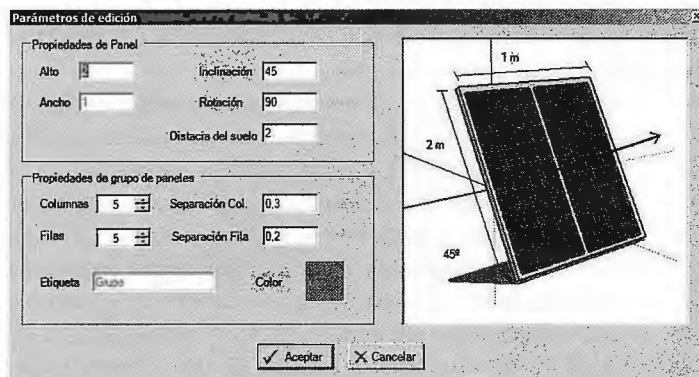 Parámetros de edición
Propiedades de Panel
Alto 2 Inclinación 45
Ancho 1 Rotación 90
Distacia del suelo 2
Propiedades de grupo de paneles
Columnas 5 Separación Col. 0,3
Filas 5 Separación Fila 0,2
Etiqueta Grupo Color
1 m
2 m
45º
Aceptar Cancelar